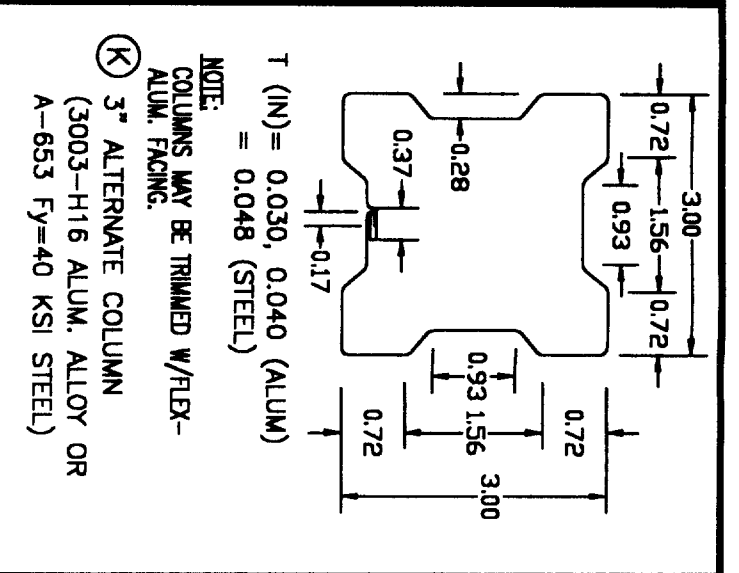 3.00
0.72
1.56
0.72
0.93
0.28
0.37
0.17
0.93
1.56
0.72
0.72
3.00
T (IN)= 0.030, 0.040 (ALUM)
= 0.048 (STEEL)
NOTE:
COLUMNS MAY BE TRIMMED W/FLEX-
ALUM. FACING.
K 3" ALTERNATE COLUMN
(3003-H16 ALUM. ALLOY OR
A-653 Fy=40 KSI STEEL)